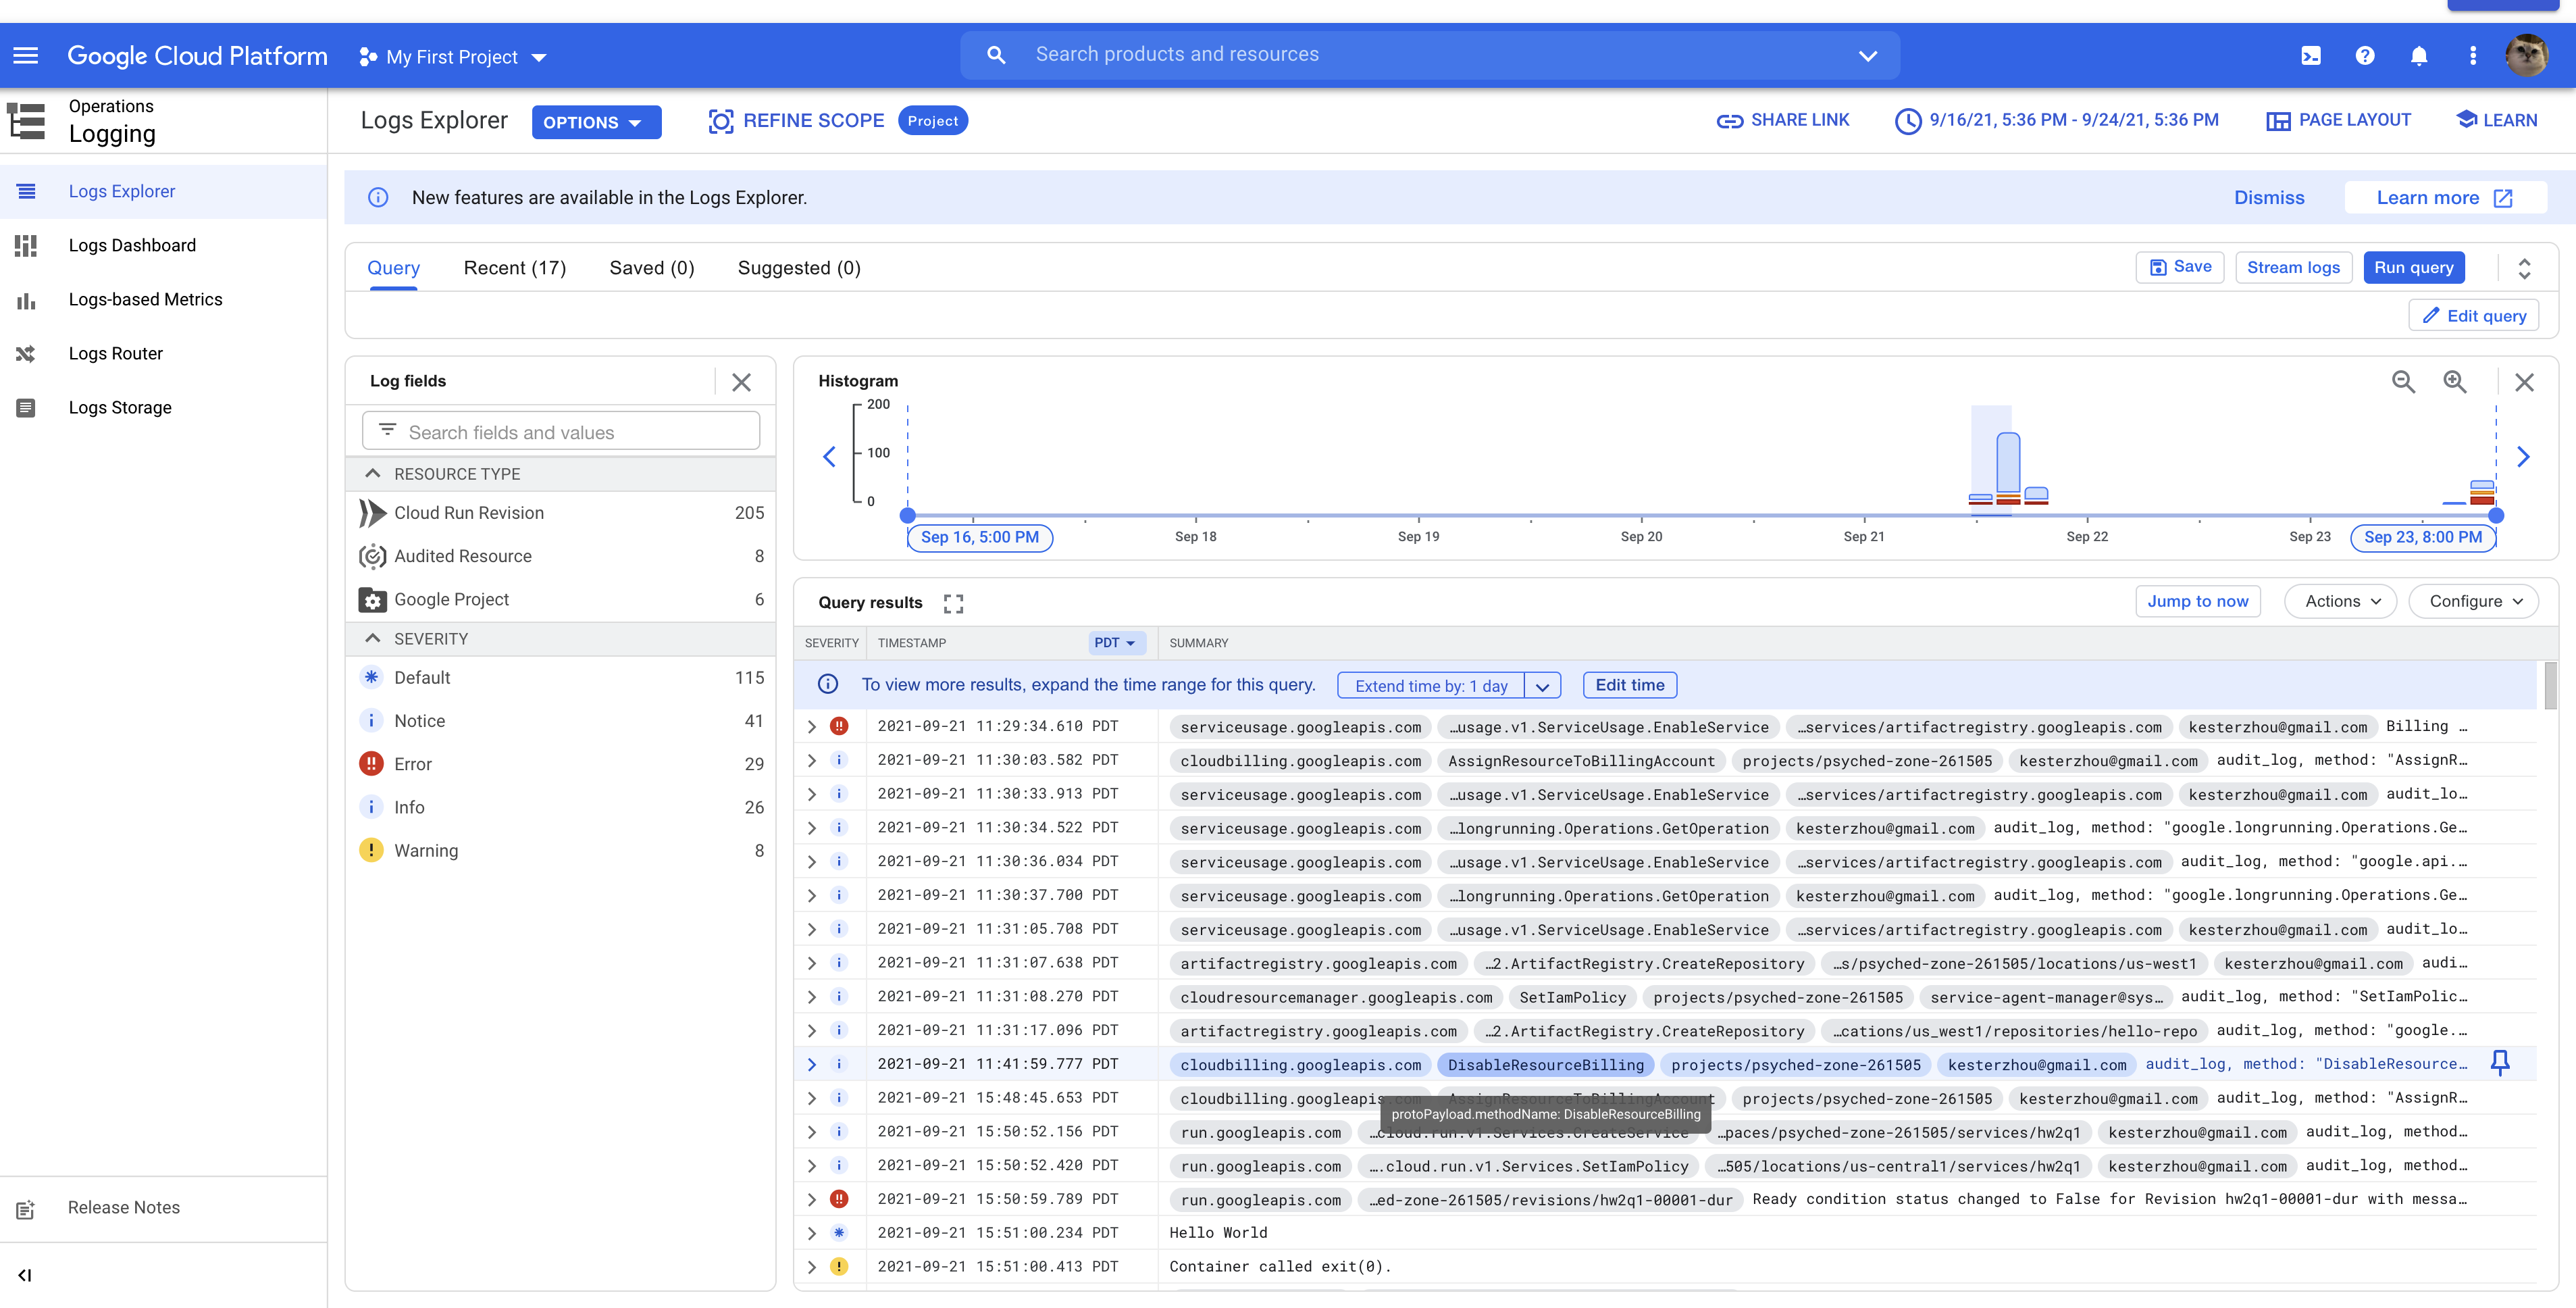 Google Cloud Platform My First Project Search products and resources
Operations
Logging
Logs Explorer OPTIONS REFINE SCOPE Project SHARE LINK 9/16/21, 5:36 PM - 9/24/21, 5:36 PM PAGE LAYOUT LEARN
Logs Explorer
Logs Dashboard
Logs-based Metrics
Logs Router
Logs Storage
Release Notes
New features are available in the Logs Explorer. Dismiss Learn more
Query Recent (17) Saved (0) Suggested (0) Save Stream logs Run query
Edit query
Log fields
Search fields and values
RESOURCE TYPE
Cloud Run Revision 205
Audited Resource 8
Google Project 6
SEVERITY
Default 115
Notice 41
Error 29
Info 26
Warning 8
Histogram
200
100
0
Sep 16, 5:00 PM Sep 18 Sep 19 Sep 20 Sep 21 Sep 22 Sep 23 Sep 23, 8:00 PM
Query results Jump to now Actions Configure
SEVERITY TIMESTAMP PDT SUMMARY
To view more results, expand the time range for this query. Extend time by: 1 day Edit time
2021-09-21 11:29:34.610 PDT serviceusage.googleapis.com …usage.v1.ServiceUsage.EnableService …services/artifactregistry.googleapis.com kesterzhou@gmail.com Billing …
2021-09-21 11:30:03.582 PDT cloudbilling.googleapis.com AssignResourceToBillingAccount projects/psyched-zone-261505 kesterzhou@gmail.com audit_log, method: "AssignR…
2021-09-21 11:30:33.913 PDT serviceusage.googleapis.com …usage.v1.ServiceUsage.EnableService …services/artifactregistry.googleapis.com kesterzhou@gmail.com audit_lo…
2021-09-21 11:30:34.522 PDT serviceusage.googleapis.com …longrunning.Operations.GetOperation kesterzhou@gmail.com audit_log, method: "google.longrunning.Operations.Ge…
2021-09-21 11:30:36.034 PDT serviceusage.googleapis.com …usage.v1.ServiceUsage.EnableService …services/artifactregistry.googleapis.com audit_log, method: "google.api.…
2021-09-21 11:30:37.700 PDT serviceusage.googleapis.com …longrunning.Operations.GetOperation kesterzhou@gmail.com audit_log, method: "google.longrunning.Operations.Ge…
2021-09-21 11:31:05.708 PDT serviceusage.googleapis.com …usage.v1.ServiceUsage.EnableService …services/artifactregistry.googleapis.com kesterzhou@gmail.com audit_lo…
2021-09-21 11:31:07.638 PDT artifactregistry.googleapis.com …2.ArtifactRegistry.CreateRepository …s/psyched-zone-261505/locations/us-west1 kesterzhou@gmail.com audi…
2021-09-21 11:31:08.270 PDT cloudresourcemanager.googleapis.com SetIamPolicy projects/psyched-zone-261505 service-agent-manager@sys… audit_log, method: "SetIamPolic…
2021-09-21 11:31:17.096 PDT artifactregistry.googleapis.com …2.ArtifactRegistry.CreateRepository …cations/us_west1/repositories/hello-repo audit_log, method: "google.…
2021-09-21 11:41:59.777 PDT cloudbilling.googleapis.com DisableResourceBilling projects/psyched-zone-261505 kesterzhou@gmail.com audit_log, method: "DisableResource…
2021-09-21 15:48:45.653 PDT cloudbilling.googleapis.com AssignResourceToBillingAccount projects/psyched-zone-261505 kesterzhou@gmail.com audit_log, method: "AssignR…
protoPayload.methodName: DisableResourceBilling
2021-09-21 15:50:52.156 PDT run.googleapis.com …cloud.run.v1.Services.CreateService …paces/psyched-zone-261505/services/hw2q1 kesterzhou@gmail.com audit_log, method…
2021-09-21 15:50:52.420 PDT run.googleapis.com ….cloud.run.v1.Services.SetIamPolicy …505/locations/us-central1/services/hw2q1 kesterzhou@gmail.com audit_log, method…
2021-09-21 15:50:59.789 PDT run.googleapis.com …ed-zone-261505/revisions/hw2q1-00001-dur Ready condition status changed to False for Revision hw2q1-00001-dur with messa…
2021-09-21 15:51:00.234 PDT Hello World
2021-09-21 15:51:00.413 PDT Container called exit(0).